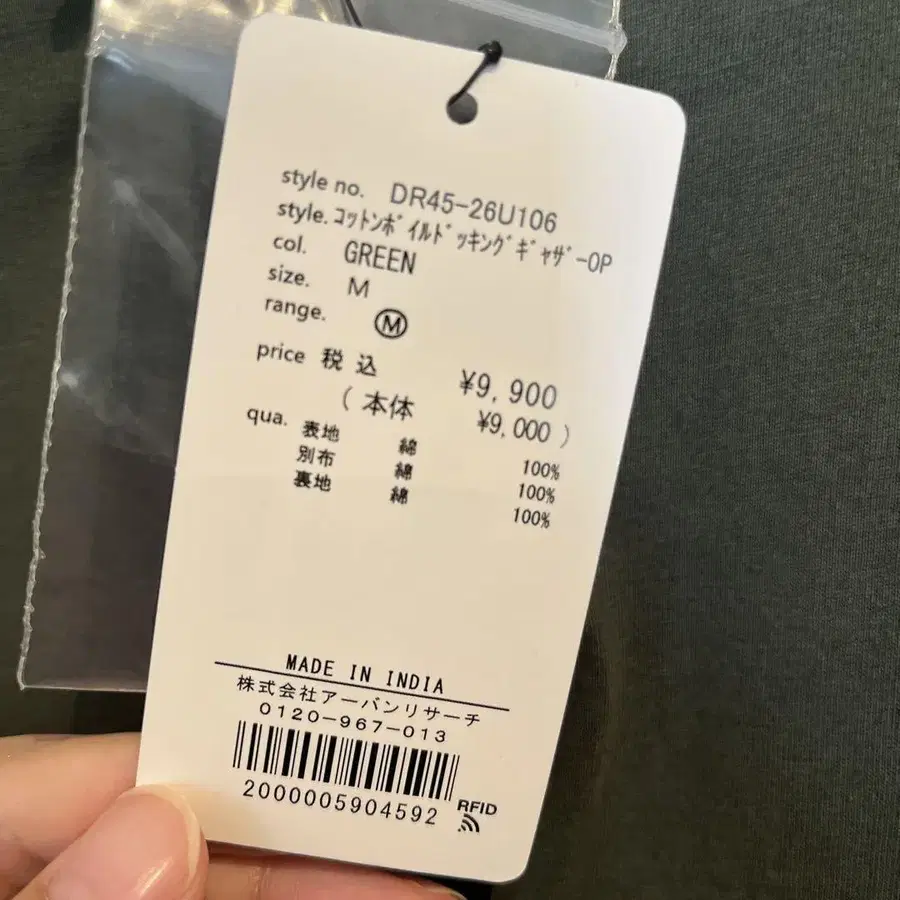 style no. DR45-26U106
style. コットンボイルドッキングギャザーOP
col. GREEN
size. M
range. Ⓜ
price 税込 ¥9,900
(本体 ¥9,000)
qua. 表地 綿 100%
別布 綿 100%
裏地 綿 100%
MADE IN INDIA
株式会社アーバンリサーチ
0120-967-013
2000005904592
RFID